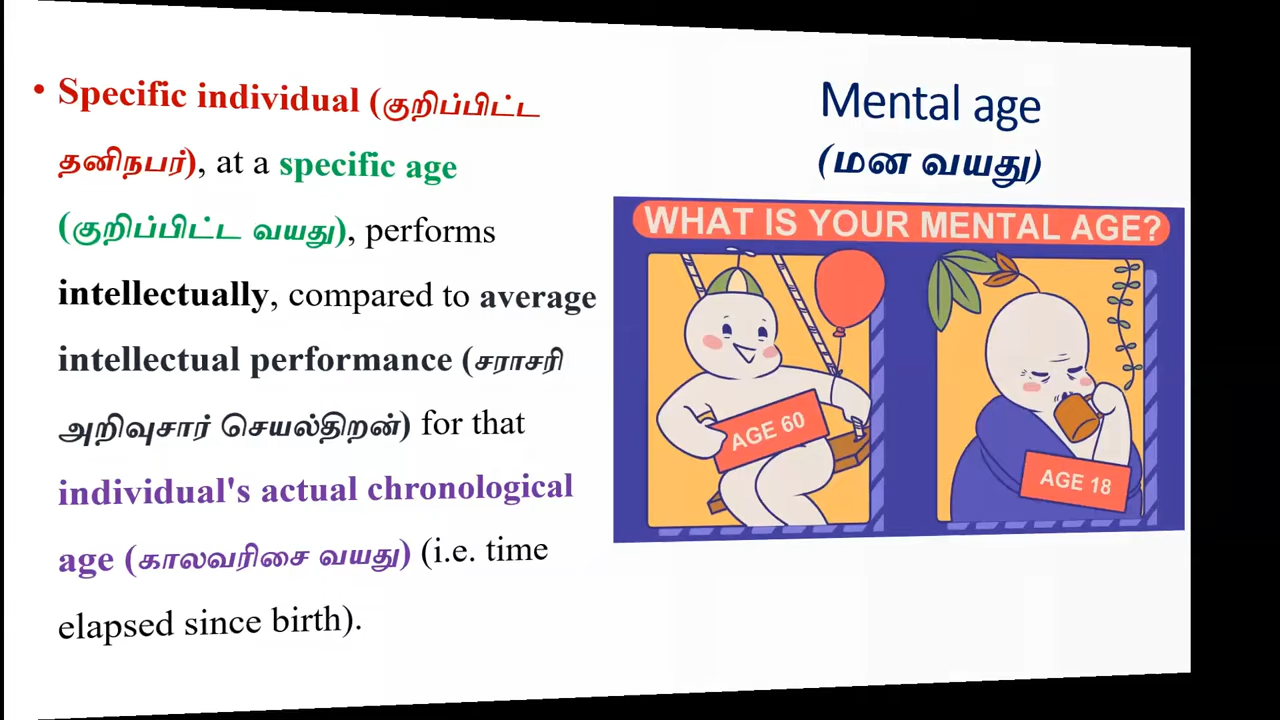 • Specific individual (குறிப்பிட்ட
தனிநபர்), at a specific age
(குறிப்பிட்ட வயது), performs
intellectually, compared to average
intellectual performance (சராசரி
அறிவுசார் செயல்திறன்) for that
individual's actual chronological
age (காலவரிசை வயது) (i.e. time
elapsed since birth).
Mental age
(மன வயது)
WHAT IS YOUR MENTAL AGE?
AGE 60
AGE 18